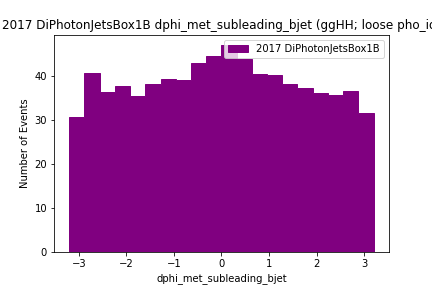 2017 DiPhotonJetsBox1B dphi_met_subleading_bjet (ggHH; loose
2017 DiPhotonJetsBox1B
Number of Events
40
30
20
10
0
−3 −2 −1 0 1 2 3
dphi_met_subleading_bjet